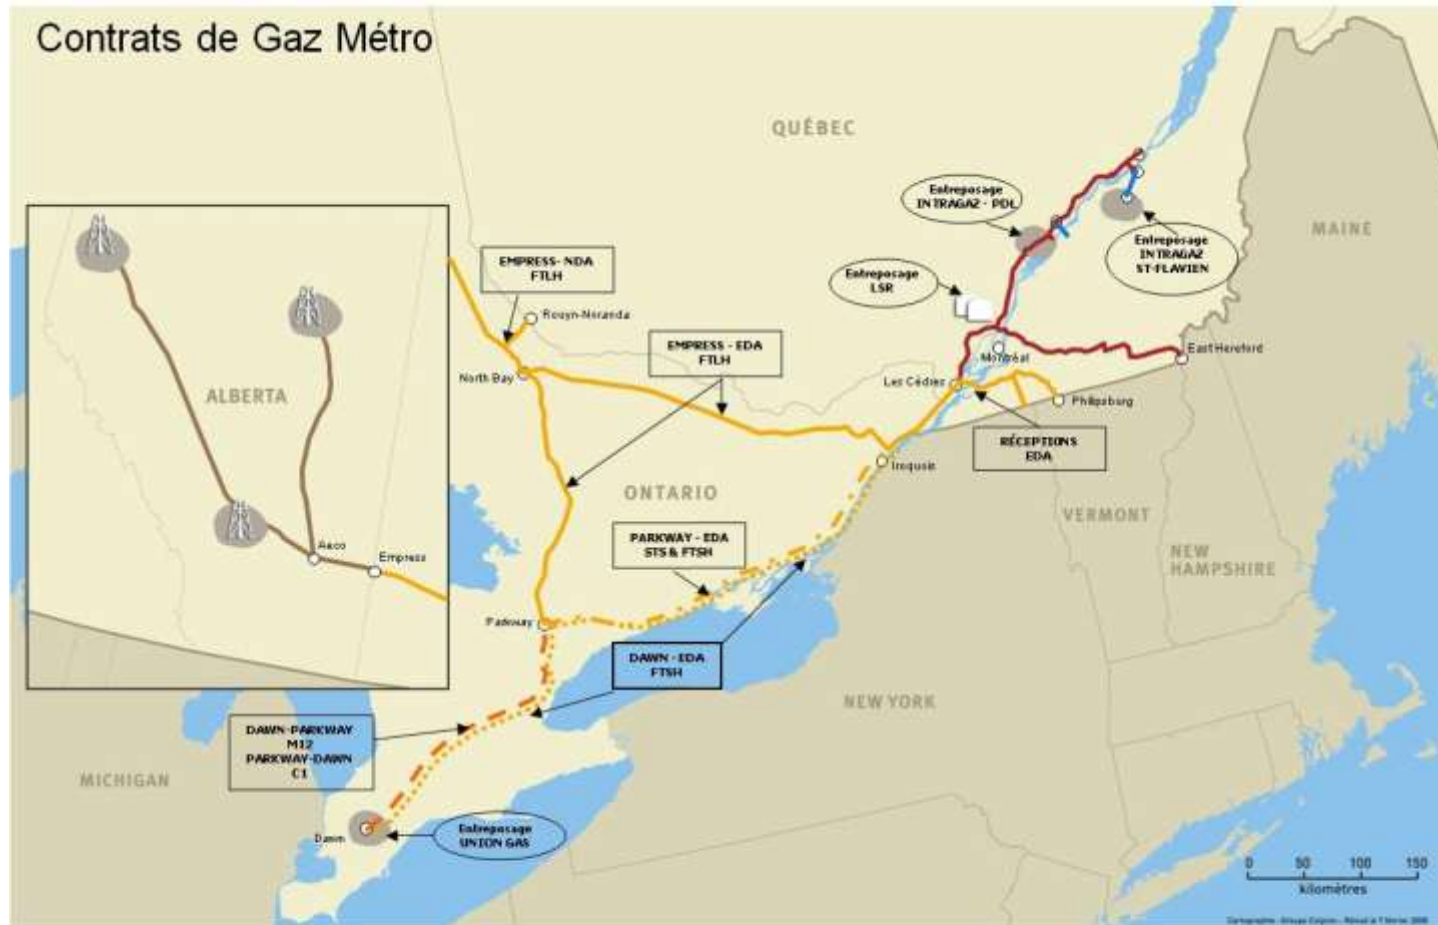 Contrats de Gaz Métro
QUÉBEC
MAINE
Entreposage
INTRAGAZ - PDL
Entreposage
INTRAGAZ
ST-FLAVIEN
Entreposage
LSR
EMPRESS- NDA
FTLH
Rouyn-Noranda
EMPRESS - EDA
FTLH
North Bay
Montréal
East Hereford
Les Cèdres
Philipsburg
RÉCEPTIONS
EDA
Iroquois
ALBERTA
Aeco
Empress
ONTARIO
VERMONT
NEW
HAMPSHIRE
PARKWAY - EDA
STS & FTSH
Parkway
DAWN - EDA
FTSH
NEW YORK
DAWN-PARKWAY
M12
PARKWAY-DAWN
C1
MICHIGAN
Dawn
Entreposage
UNION GAS
0 50 100 150
kilomètres